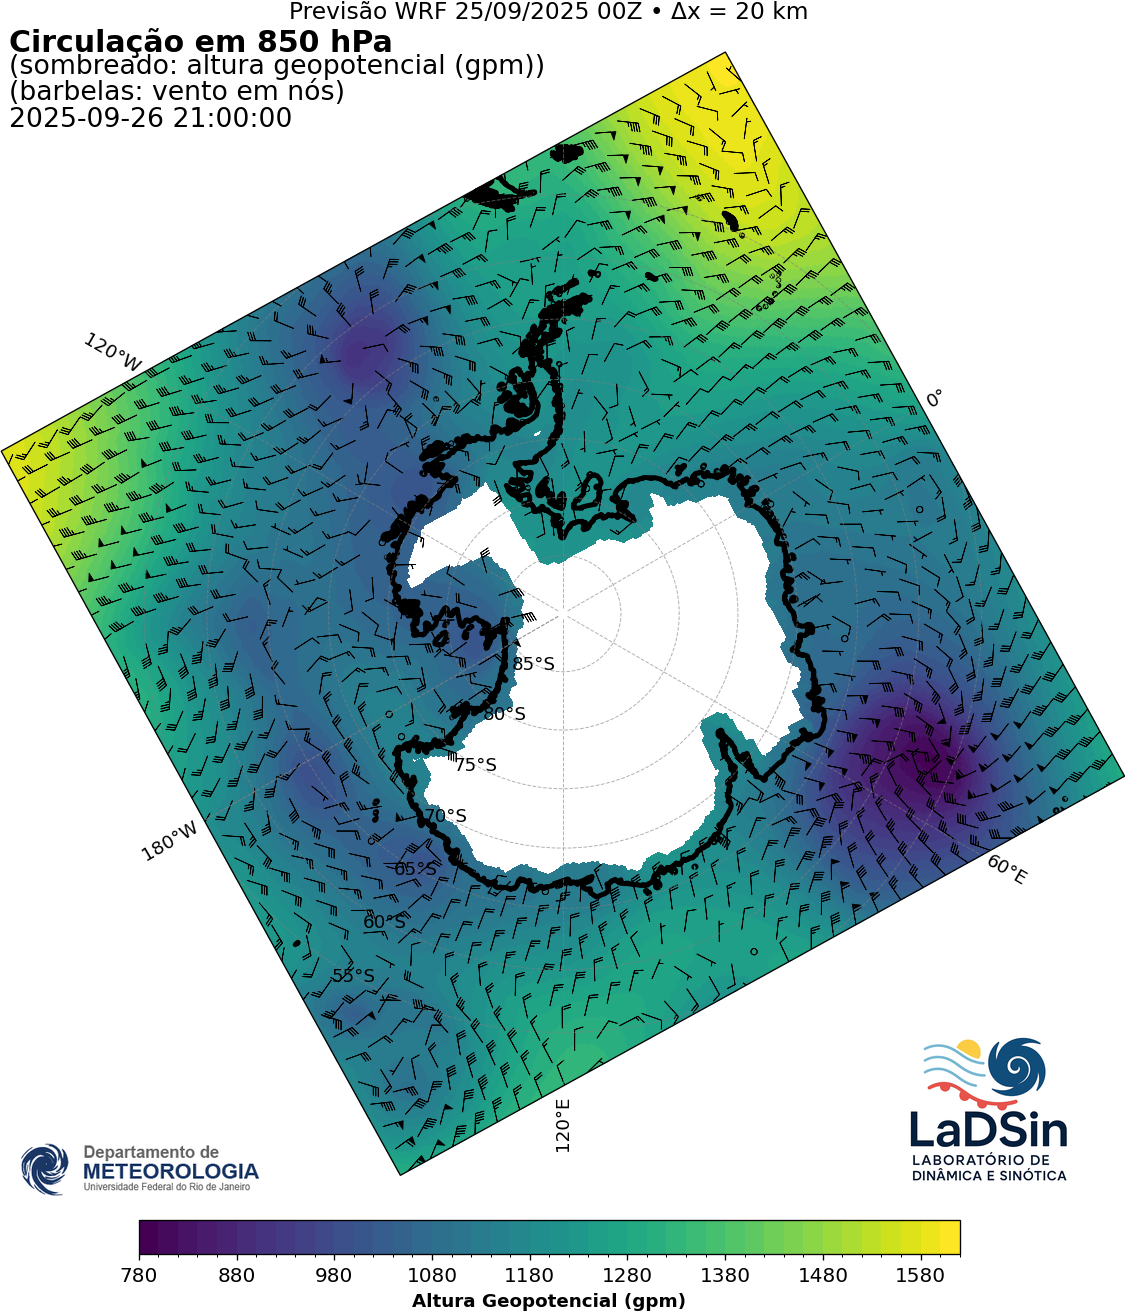 Previsão WRF 25/09/2025 00Z • Δx = 20 km
Circulação em 850 hPa
(sombreado: altura geopotencial (gpm))
(barbelas: vento em nós)
2025-09-26 21:00:00
120°W
0°
85°S
80°S
75°S
70°S
180°W
65°S
60°E
60°S
55°S
120°E
LaDSin
LABORATÓRIO DE
DINÂMICA E SINÓTICA
Departamento de
METEOROLOGIA
Universidade Federal do Rio de Janeiro
780 880 980 1080 1180 1280 1380 1480 1580
Altura Geopotencial (gpm)